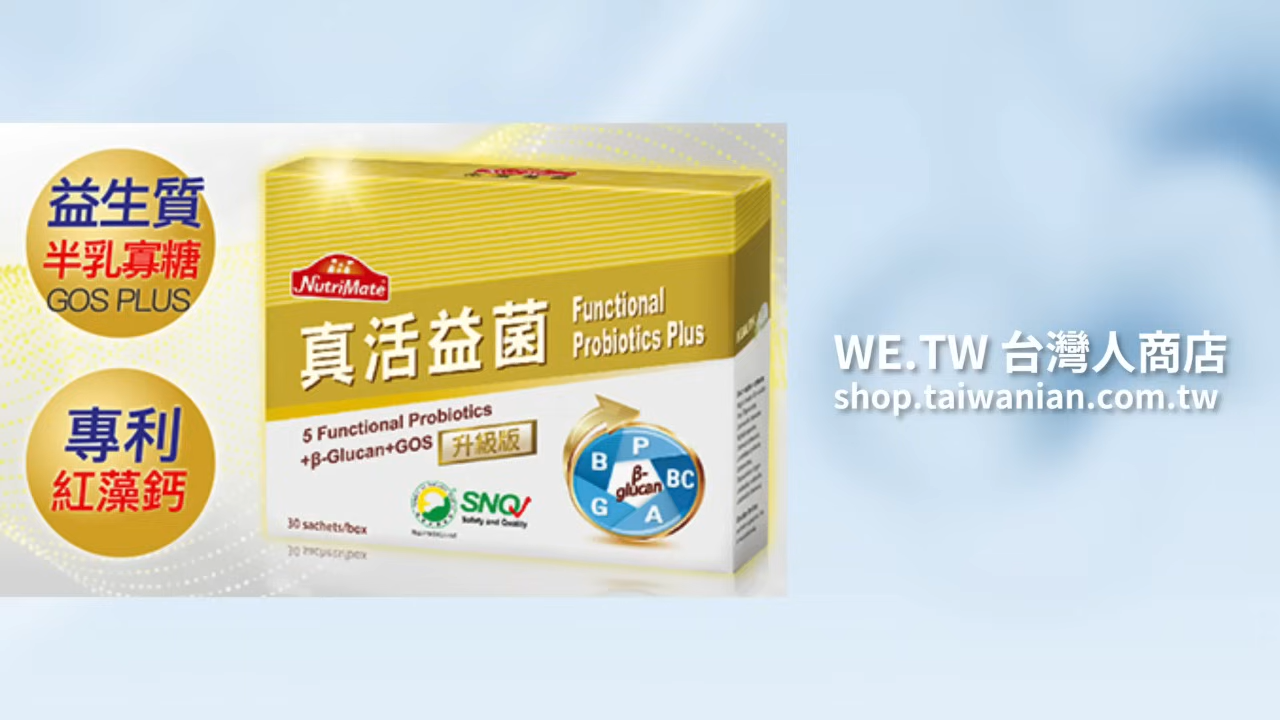 益生質
半乳寡糖
GOS PLUS
專利
紅藻鈣
NutriMate
真活益菌
Functional
Probiotics Plus
5 Functional Probiotics
+β-Glucan+GOS 升級版
SNQ
Safety and Quality
30 sachets/box
P
B
BC
G
A
β-
glucan
WE.TW 台灣人商店
shop.taiwanian.com.tw